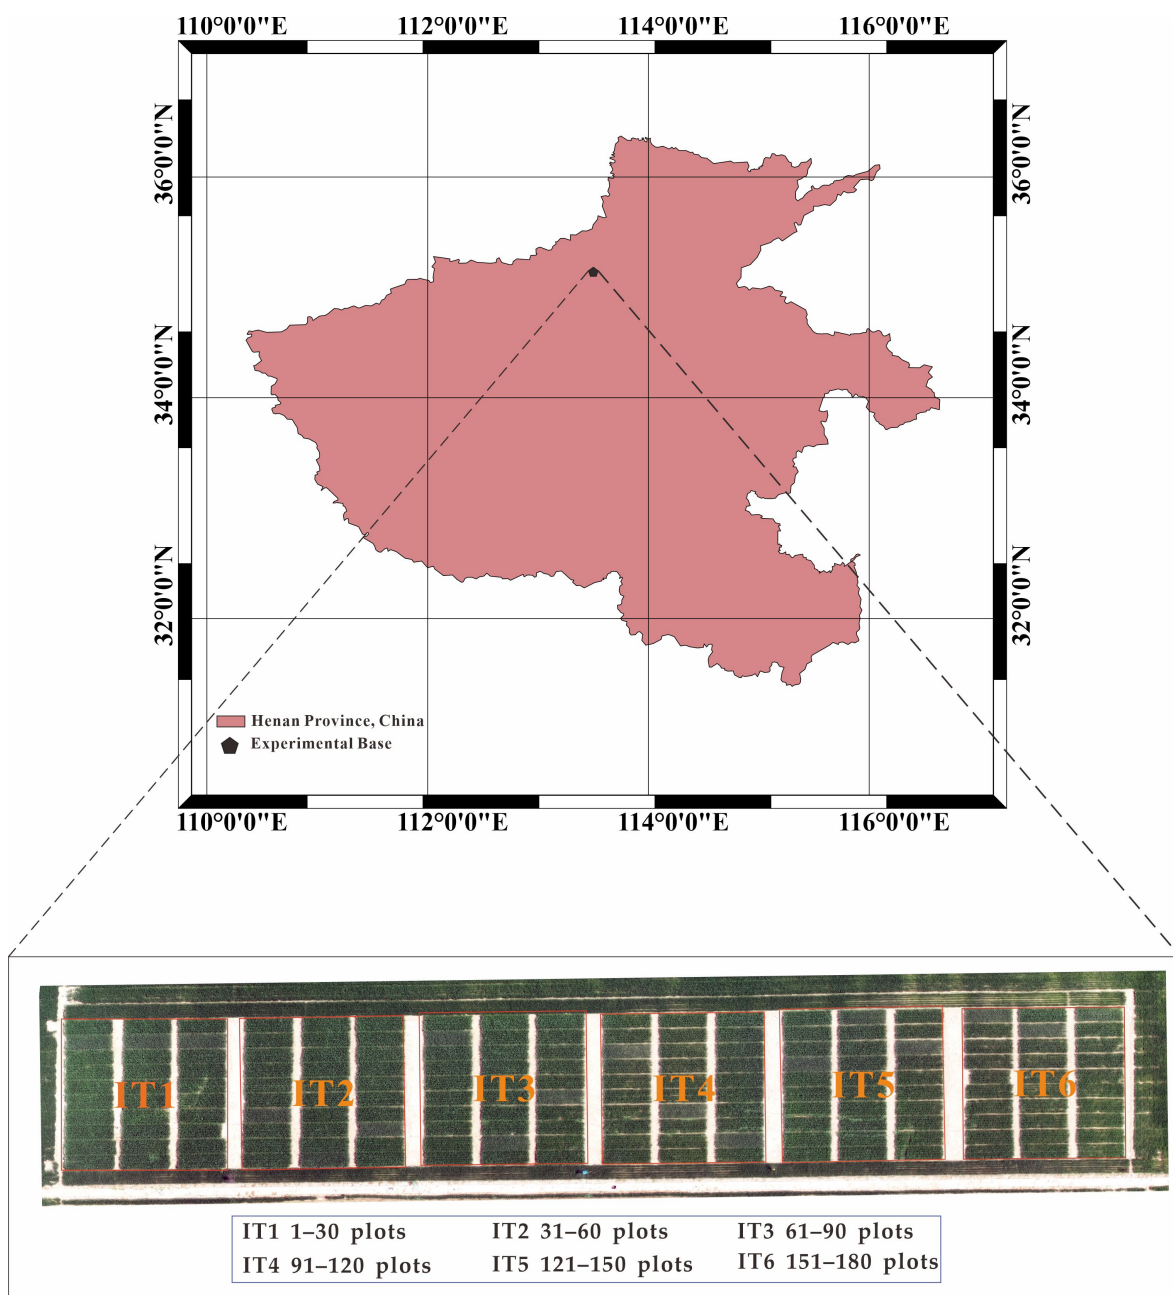 110°0'0"E 112°0'0"E 114°0'0"E 116°0'0"E
36°0'0"N 36°0'0"N
34°0'0"N 34°0'0"N
32°0'0"N 32°0'0"N
Henan Province, China
Experimental Base
110°0'0"E 112°0'0"E 114°0'0"E 116°0'0"E
IT1 IT2 IT3 IT4 IT5 IT6
IT1 1–30 plots IT2 31–60 plots IT3 61–90 plots
IT4 91–120 plots IT5 121–150 plots IT6 151–180 plots